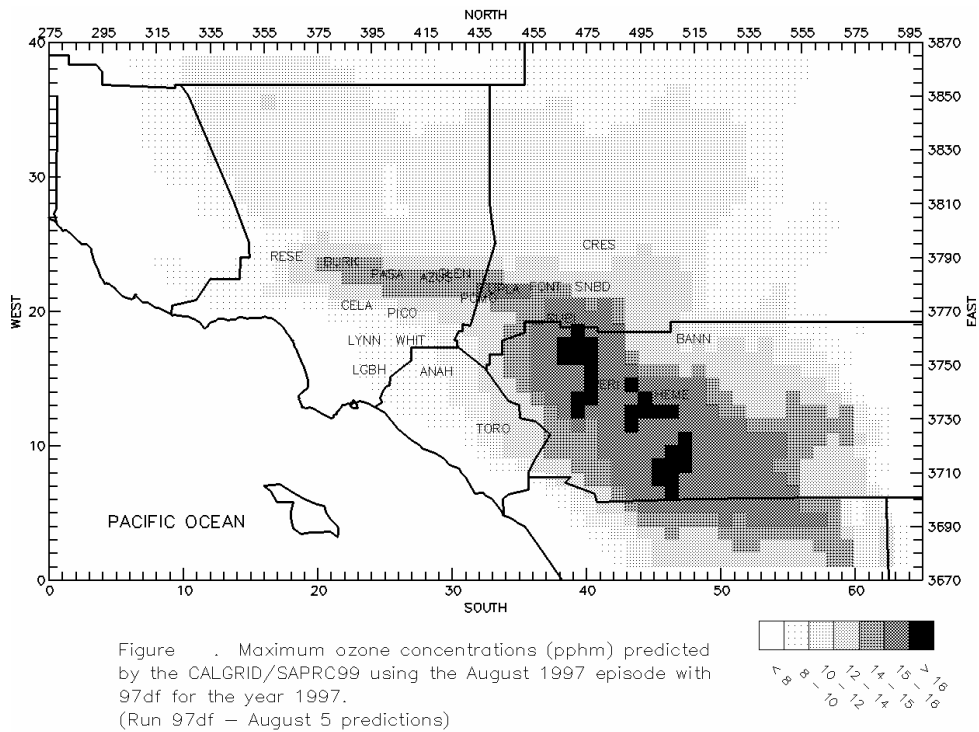 NORTH
275 295 315 335 355 375 395 415 435 455 475 495 515 535 555 575 595
40 3870
3850
3830
30
3810
CRES
RESE 3790
BURK
PASA AZUS GLEN
UPLA FONT SNBD
POMO 3770
CELA
PICO
20
WEST EAST
LYNN WHIT BANN
3750
LGBH ANAH
HEME
3730
TORO
10
3710
PACIFIC OCEAN
3690
0 3670
0 10 20 30 40 50 60
SOUTH
Figure . Maximum ozone concentrations (pphm) predicted
by the CALGRID/SAPRC99 using the August 1997 episode with
97df for the year 1997.
(Run 97df – August 5 predictions)
< 8
8 – 10
10 – 12
12 – 14
14 – 15
15 – 16
> 16